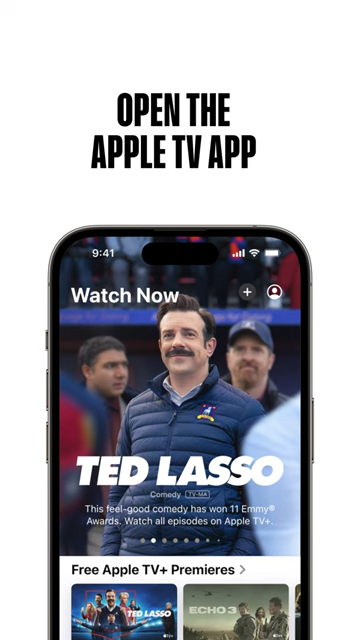 OPEN THE
APPLE TV APP
9:41
Watch Now
TED LASSO
Comedy TV-MA
This feel-good comedy has won 11 Emmy®
Awards. Watch all episodes on Apple TV+.
Free Apple TV+ Premieres >
TED LASSO
ECHO 3